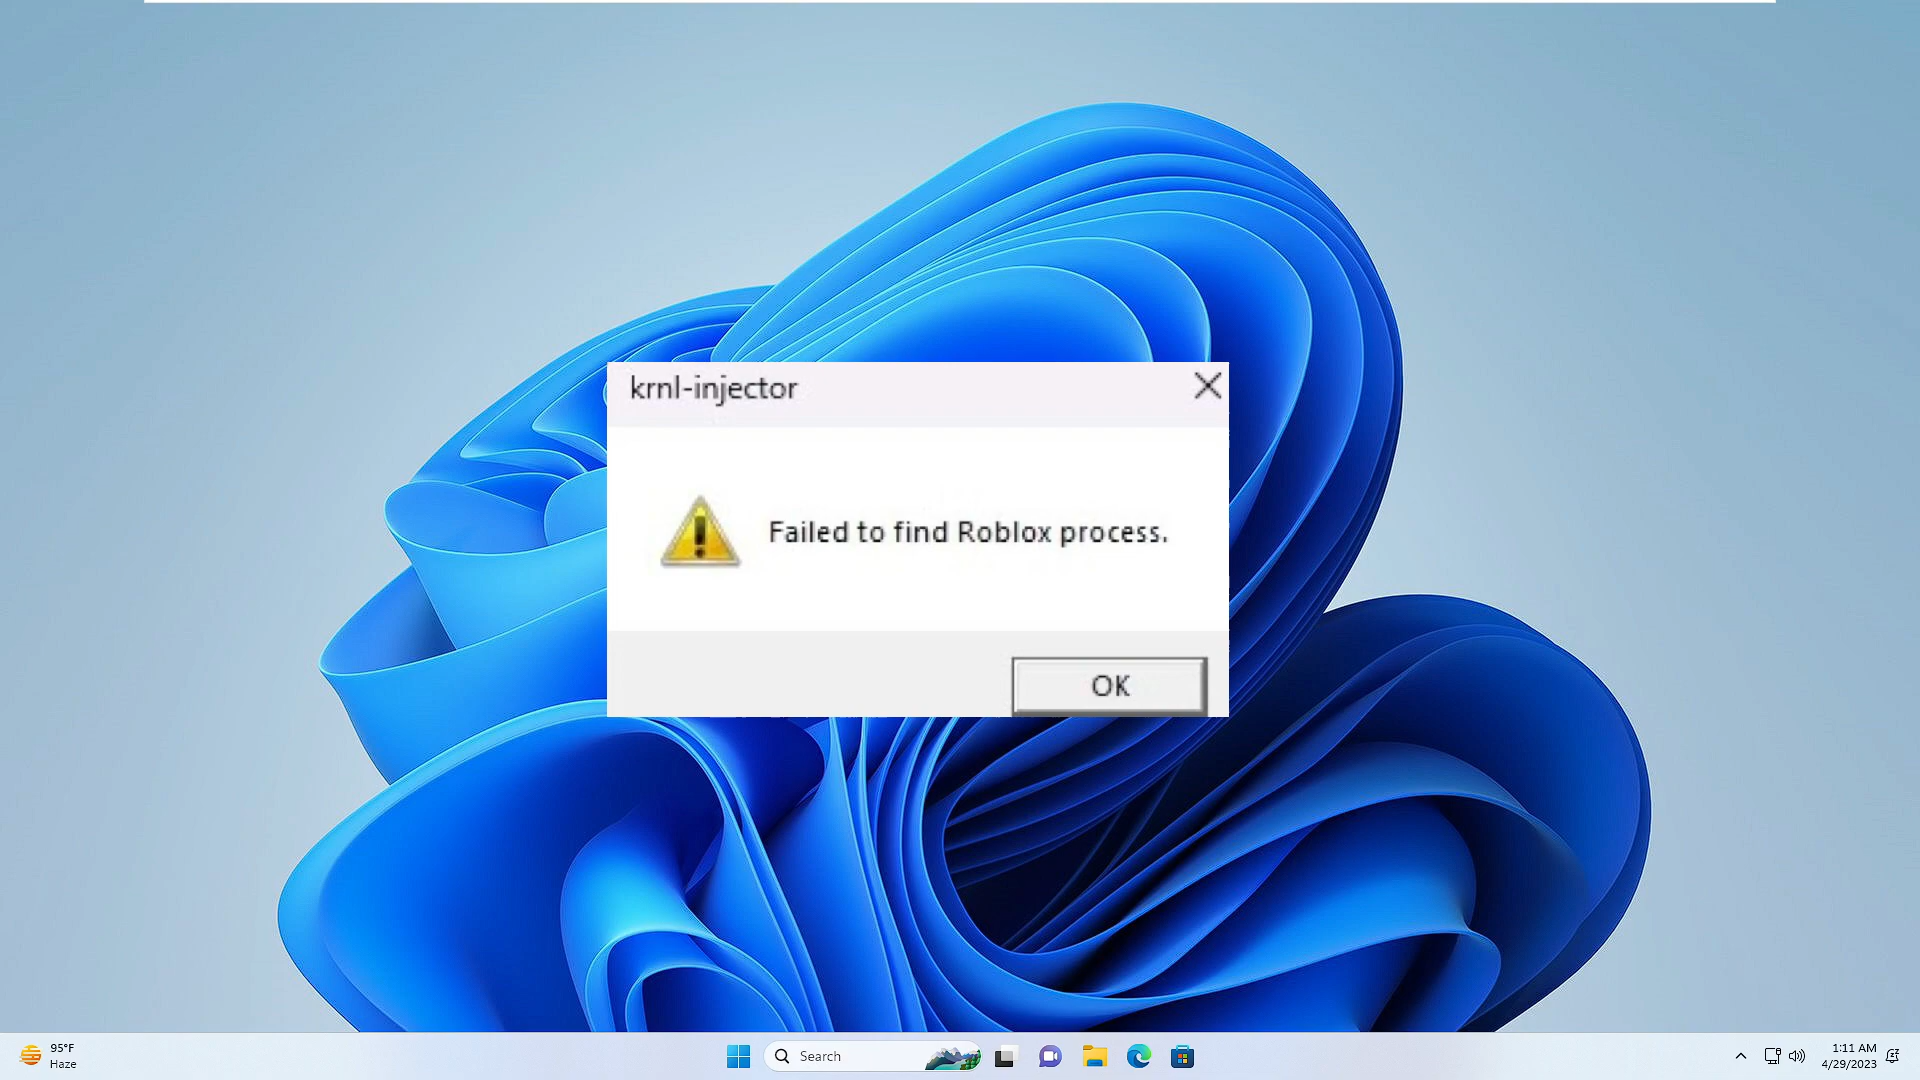 krnl-injector
Failed to find Roblox process.
OK
95°F
Haze
Search
1:11 AM
4/29/2023